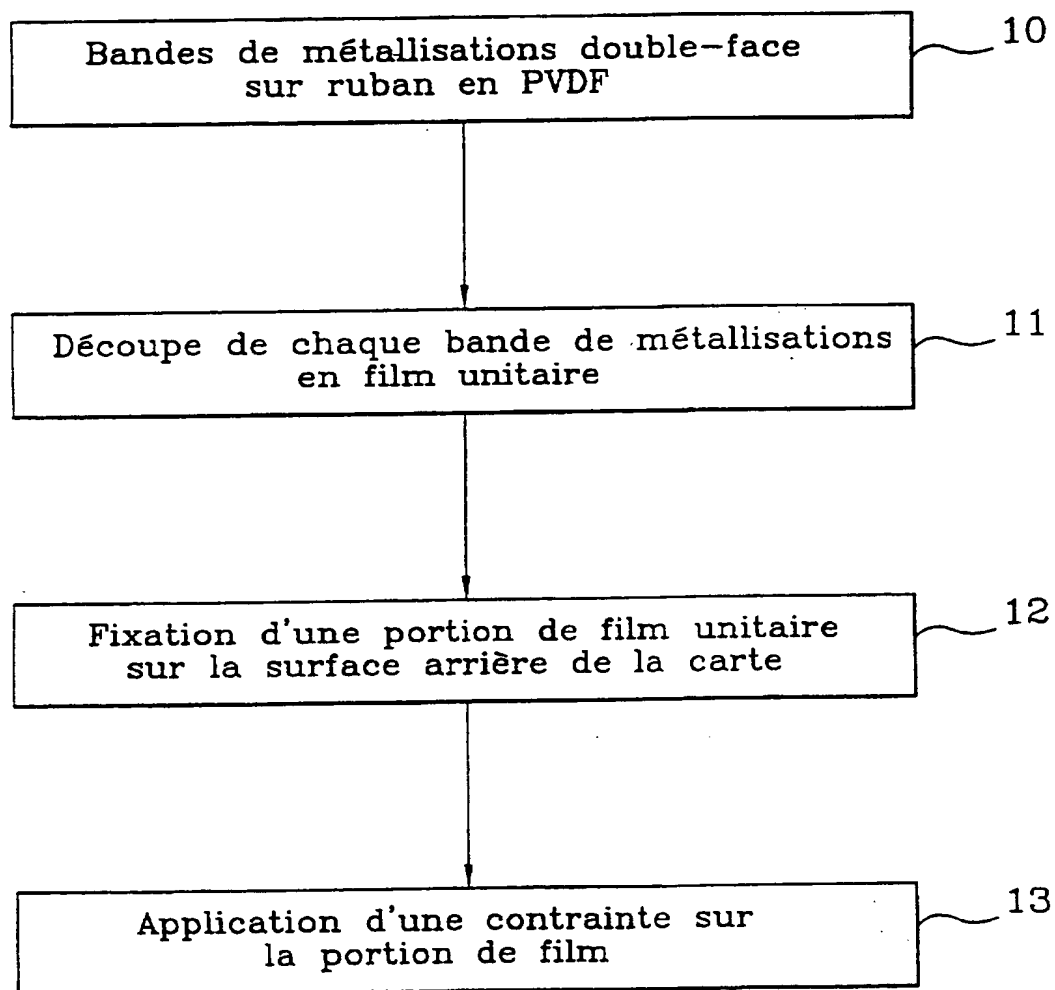 Bandes de métallisations double-face
sur ruban en PVDF
10
Découpe de chaque bande de métallisations
en film unitaire
11
Fixation d'une portion de film unitaire
sur la surface arrière de la carte
12
Application d'une contrainte sur
la portion de film
13